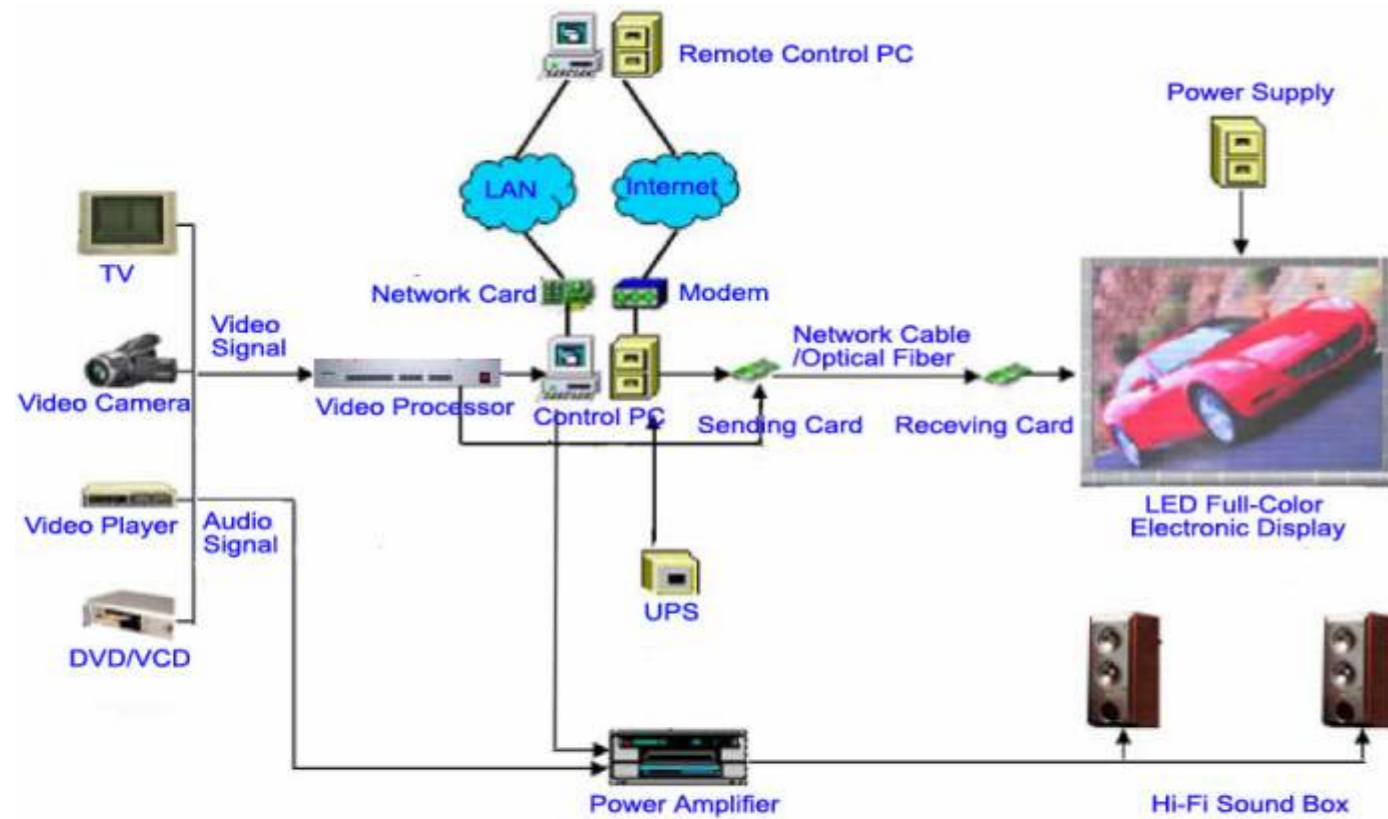 Remote Control PC
Power Supply
LAN
Internet
TV
Network Card
Modem
Video
Signal
Network Cable
/Optical Fiber
Video Camera
Video Processor
Control PC
Sending Card
Receving Card
LED Full-Color
Electronic Display
Video Player
Audio
Signal
UPS
DVD/VCD
Power Amplifier
Hi-Fi Sound Box